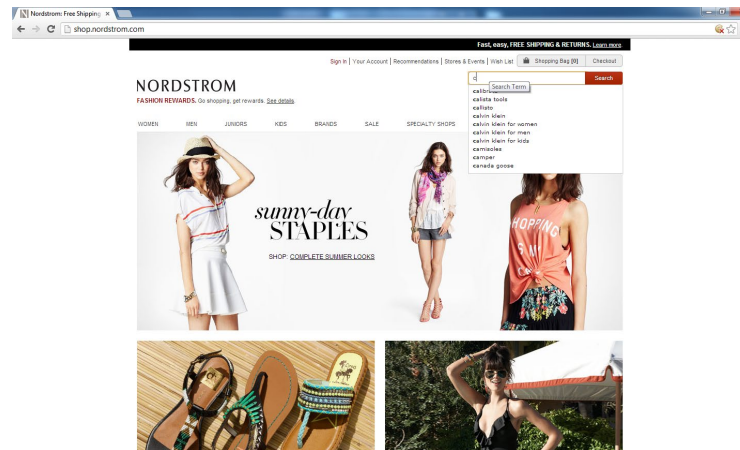 Nordstrom: Free Shipping
shop.nordstrom.com
Fast, easy, FREE SHIPPING & RETURNS. Learn more.
Sign In | Your Account | Recommendations | Stores & Events | Wish List
Shopping Bag [0]
Checkout
c
Search
Search Term
NORDSTROM
FASHION REWARDS. Go shopping, get rewards. See details.
calista tools
callisto
calvin klein
calvin klein for women
calvin klein for men
calvin klein for kids
camisoles
camper
canada goose
WOMEN MEN JUNIORS KIDS BRANDS SALE SPECIALTY SHOPS
sunny-day
STAPLES
SHOP: COMPLETE SUMMER LOOKS
SHOPPING